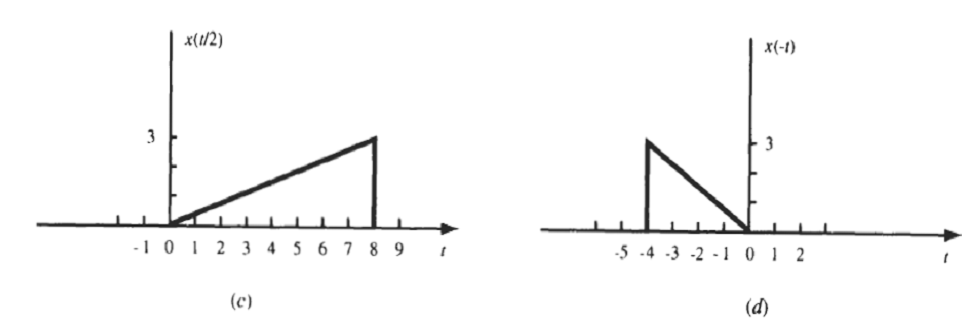 x(t/2)
3
-1 0 1 2 3 4 5 6 7 8 9 t
(c)
x(-t)
3
-5 -4 -3 -2 -1 0 1 2 t
(d)